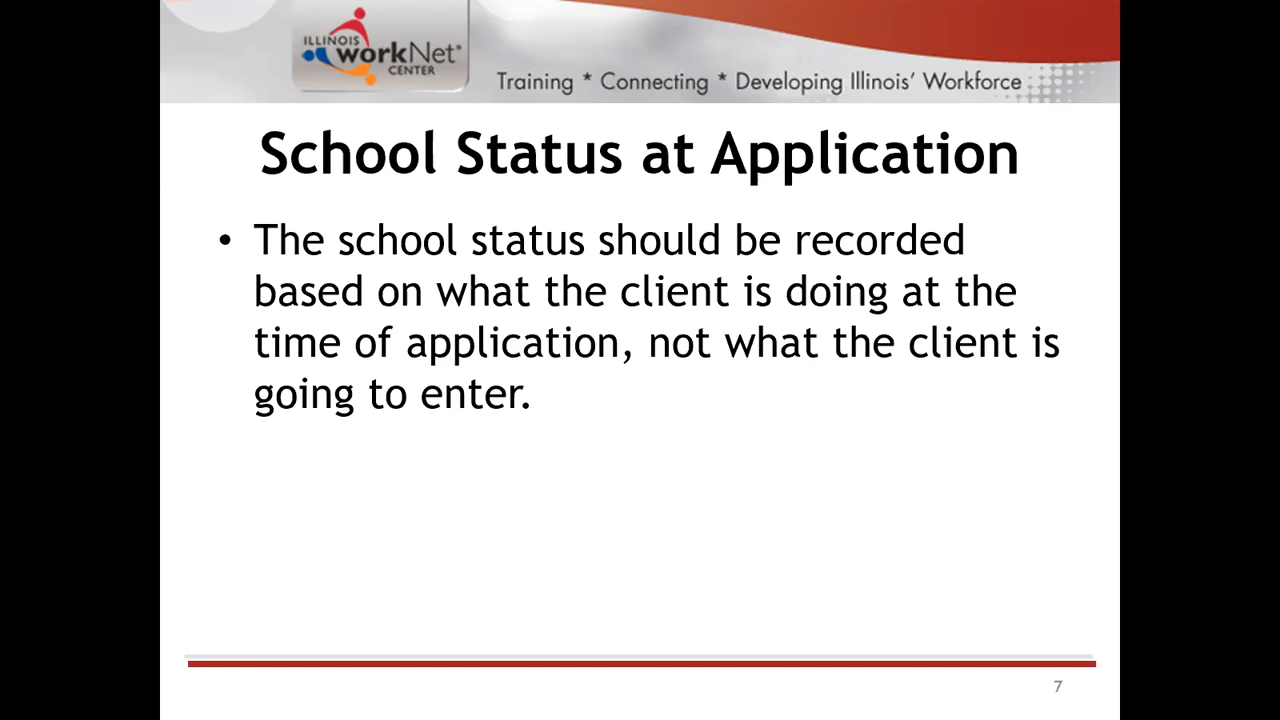 ILLINOIS
workNet®
CENTER
Training * Connecting * Developing Illinois’ Workforce
School Status at Application
• The school status should be recorded
based on what the client is doing at the
time of application, not what the client is
going to enter.
7